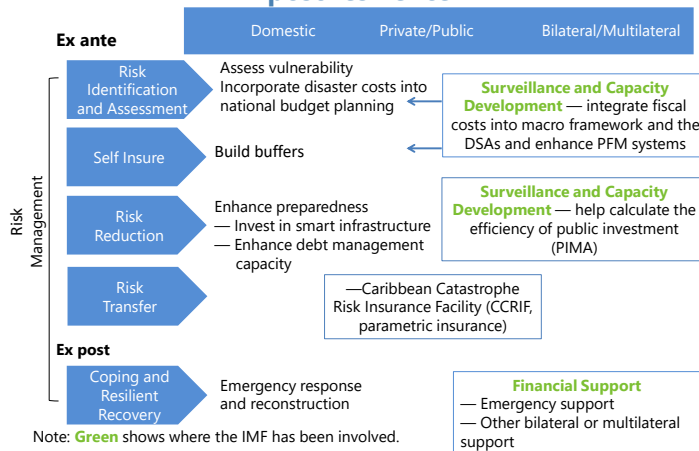 Ex ante
Domestic
Private/Public
Bilateral/Multilateral
Risk
Management
Risk
Identification
and Assessment
Assess vulnerability
Incorporate disaster costs into
national budget planning
Surveillance and Capacity
Development — integrate fiscal
costs into macro framework and the
DSAs and enhance PFM systems
Self Insure
Build buffers
Risk
Reduction
Enhance preparedness
— Invest in smart infrastructure
— Enhance debt management
capacity
Surveillance and Capacity
Development — help calculate the
efficiency of public investment
(PIMA)
Risk
Transfer
—Caribbean Catastrophe
Risk Insurance Facility (CCRIF,
parametric insurance)
Ex post
Coping and
Resilient
Recovery
Emergency response
and reconstruction
Financial Support
— Emergency support
— Other bilateral or multilateral
support
Note: Green shows where the IMF has been involved.